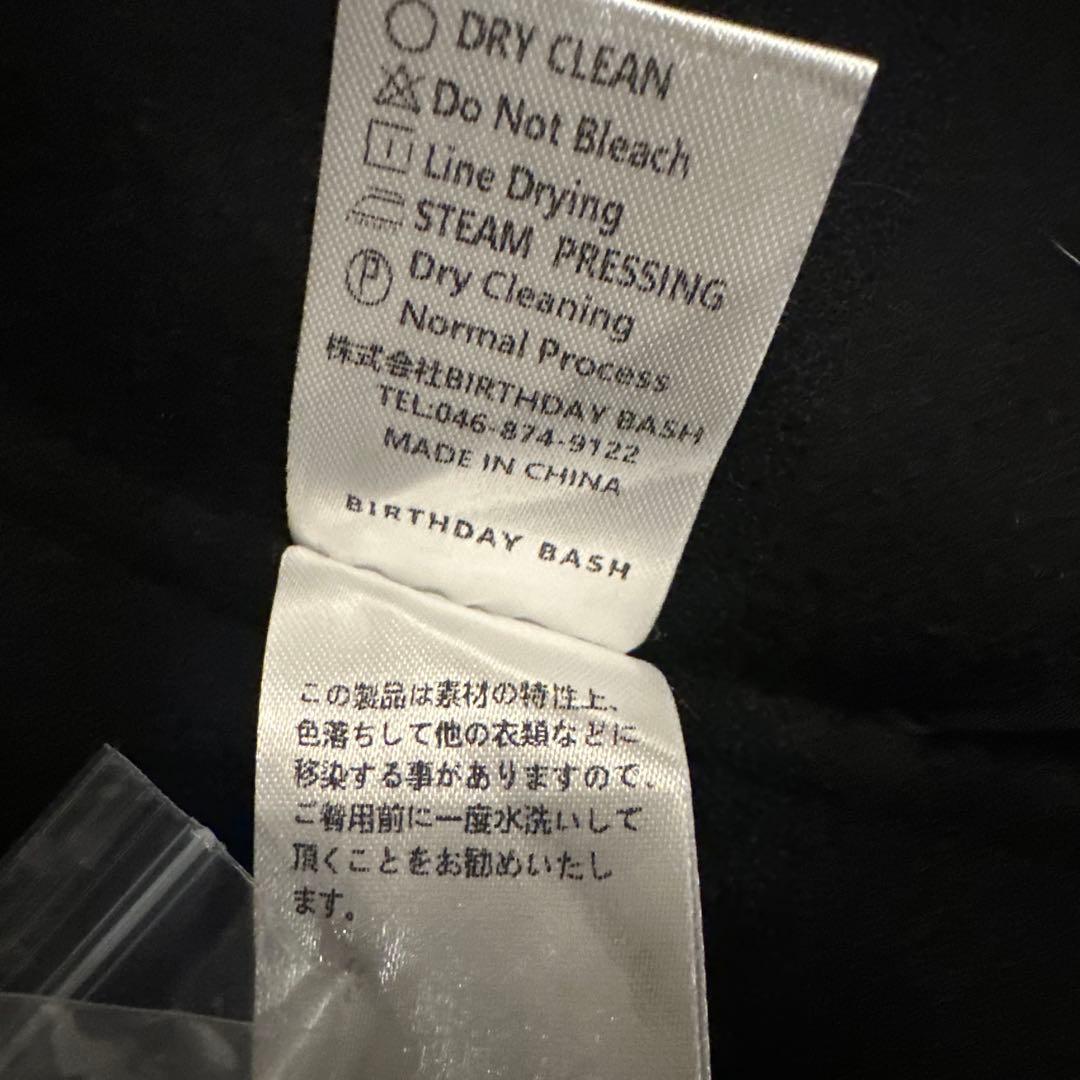 DRY CLEAN
Do Not Bleach
Line Drying
STEAM PRESSING
P Dry Cleaning
Normal Process
株式会社BIRTHDAY BASH
TEL:046-874-9122
MADE IN CHINA
BIRTHDAY BASH
この製品は素材の特性上、
色落ちして他の衣類などに
移染する事がありますので、
ご着用前に一度水洗いして
頂くことをお勧めいたし
ます。